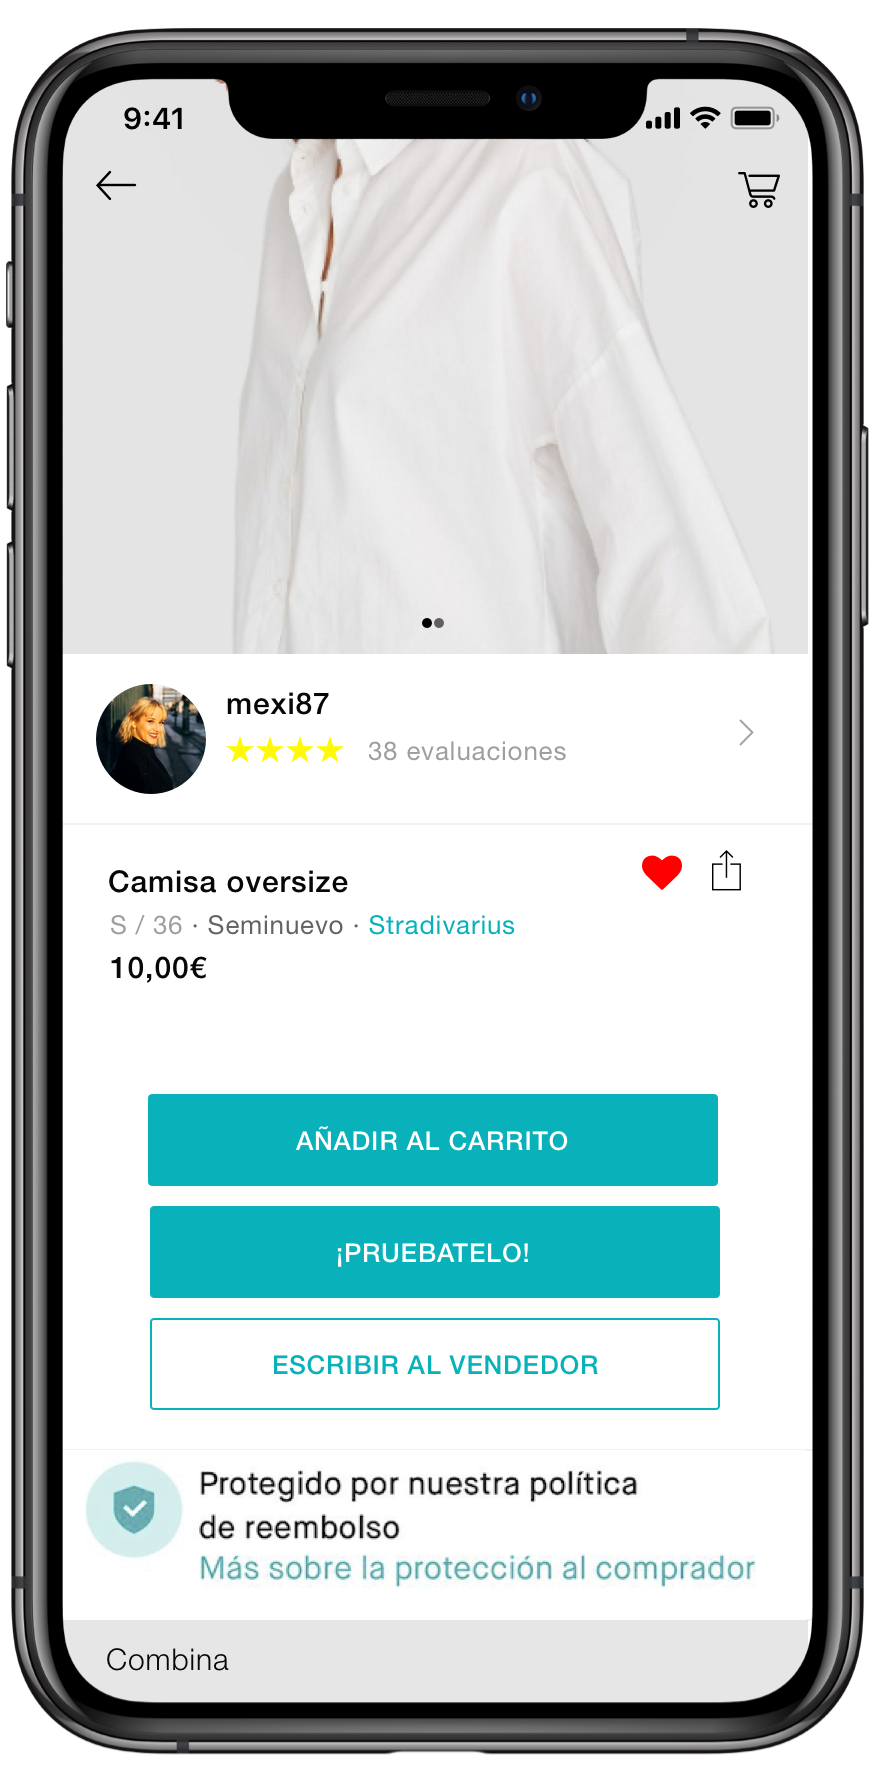 9:41
mexi87
38 evaluaciones
Camisa oversize
S / 36 · Seminuevo · Stradivarius
10,00€
AÑADIR AL CARRITO
¡PRUEBATELO!
ESCRIBIR AL VENDEDOR
Protegido por nuestra política
de reembolso
Más sobre la protección al comprador
Combina